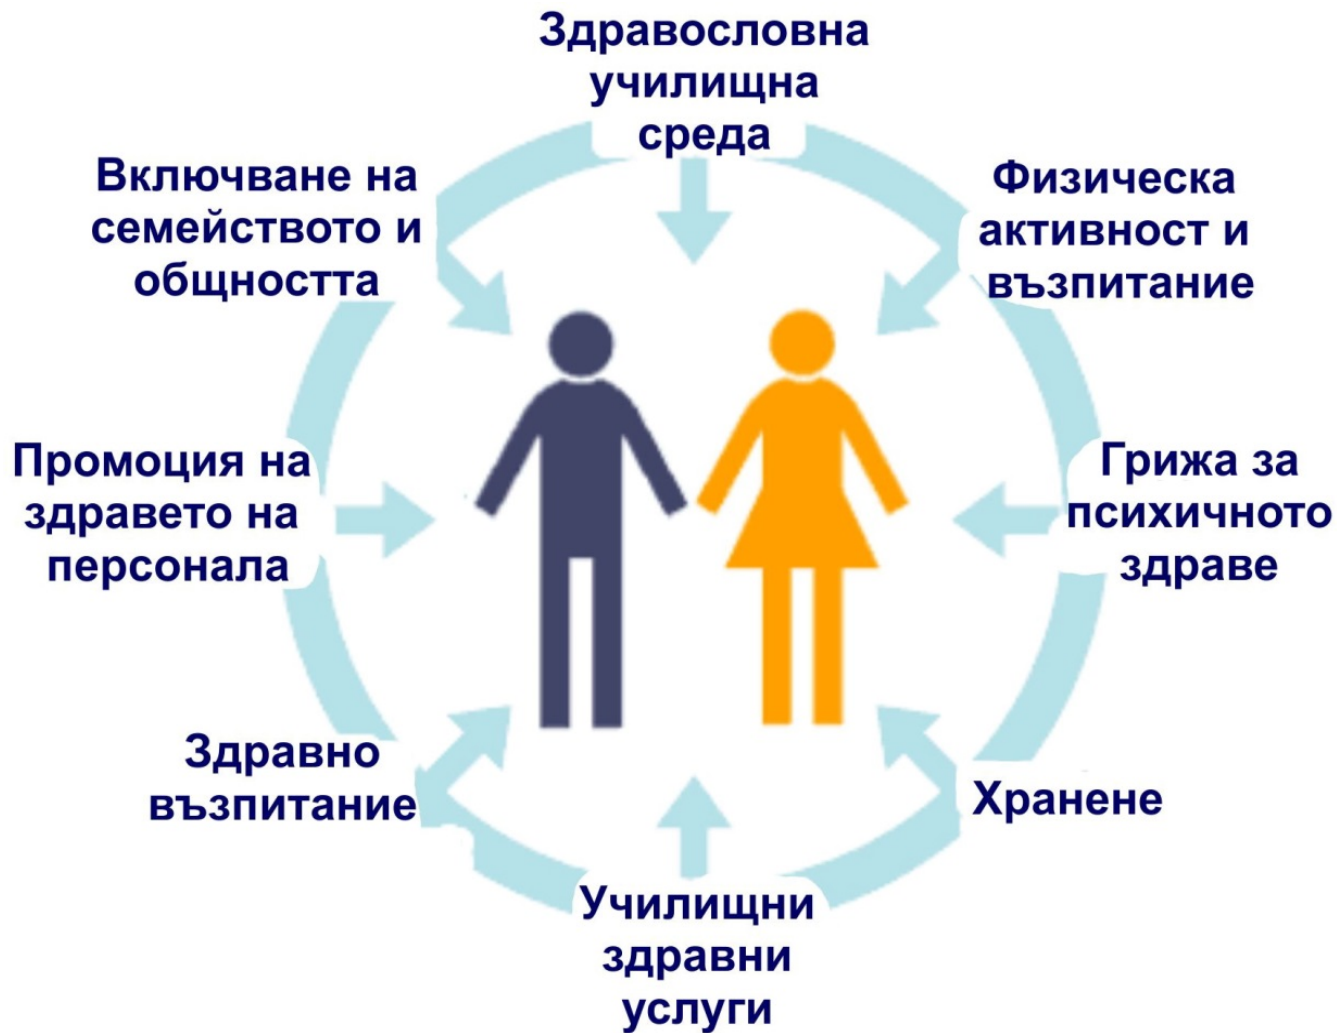 Здравословна
училищна
среда
Физическа
активност и
възпитание
Грижа за
психичното
здраве
Хранене
Училищни
здравни
услуги
Здравно
възпитание
Промоция на
здравето на
персонала
Включване на
семейството и
общността